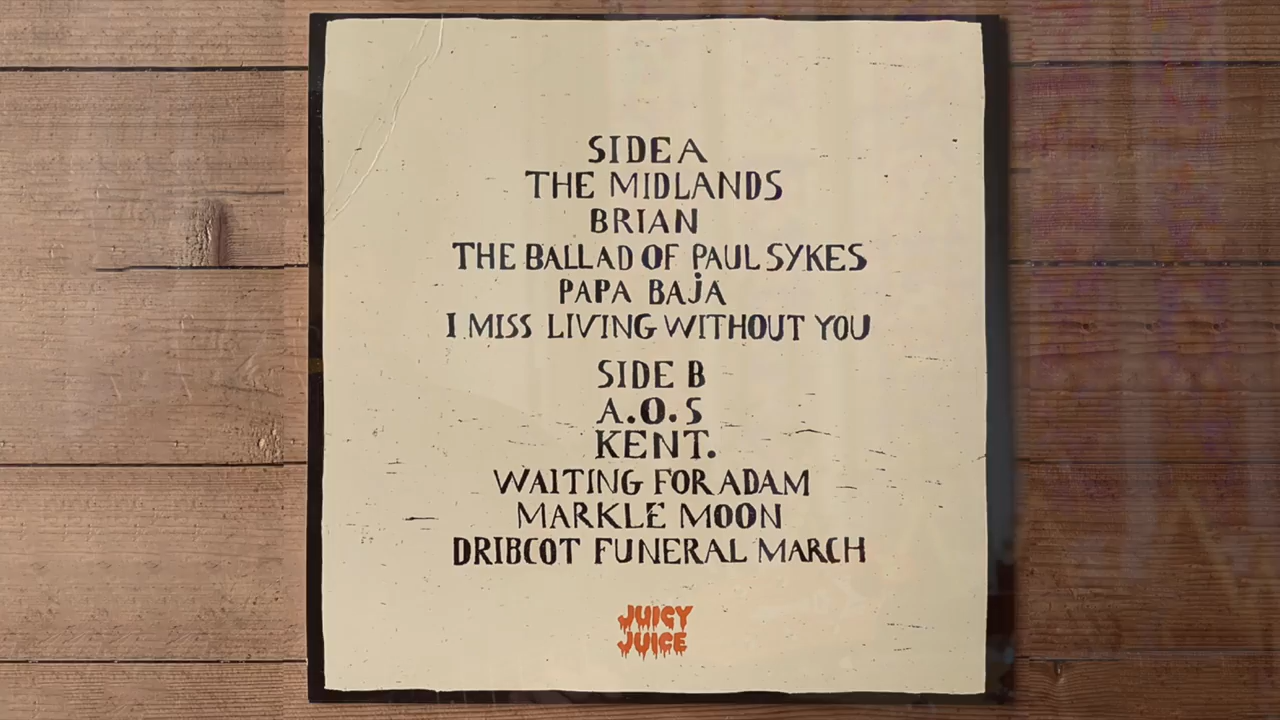 SIDE A
THE MIDLANDS
BRIAN
THE BALLAD OF PAUL SYKES
PAPA BAJA
I MISS LIVING WITHOUT YOU
SIDE B
A.O.S
KENT.
WAITING FOR ADAM
MARKLE MOON
DRIBCOT FUNERAL MARCH
JUICY
JUICE